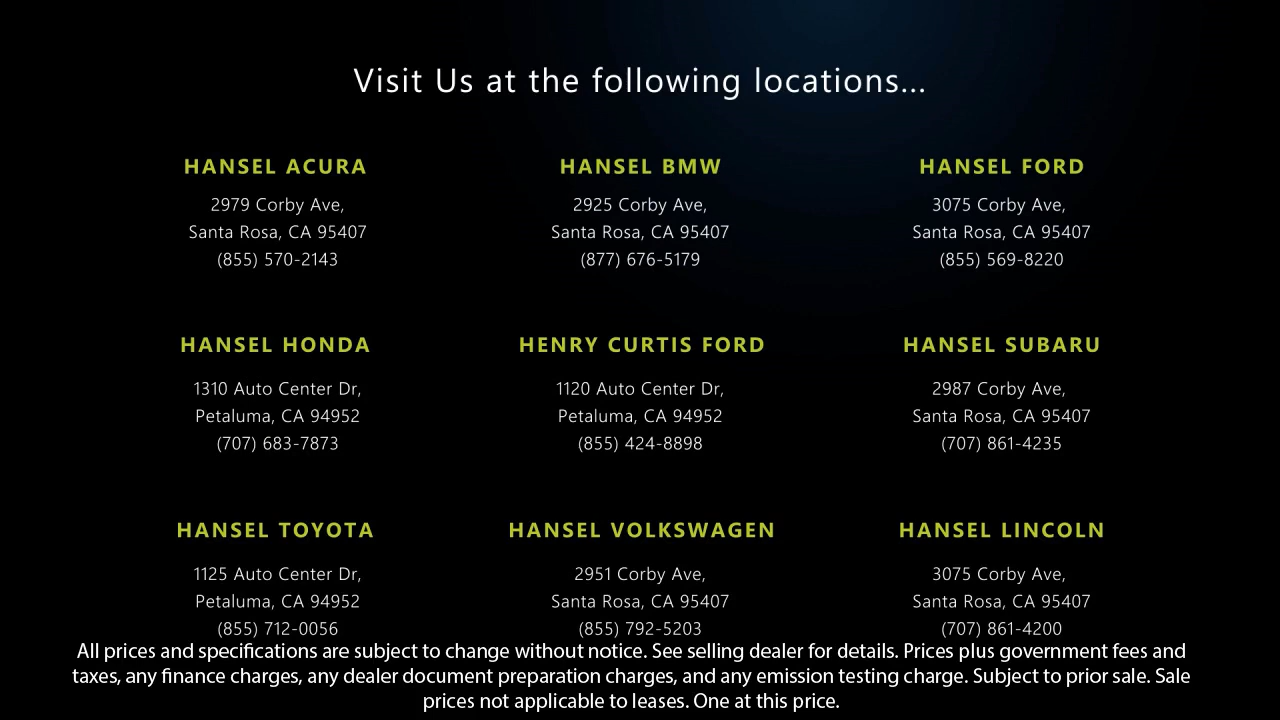 Visit Us at the following locations...
HANSEL ACURA
2979 Corby Ave,
Santa Rosa, CA 95407
(855) 570-2143
HANSEL BMW
2925 Corby Ave,
Santa Rosa, CA 95407
(877) 676-5179
HANSEL FORD
3075 Corby Ave,
Santa Rosa, CA 95407
(855) 569-8220
HANSEL HONDA
1310 Auto Center Dr,
Petaluma, CA 94952
(707) 683-7873
HENRY CURTIS FORD
1120 Auto Center Dr,
Petaluma, CA 94952
(855) 424-8898
HANSEL SUBARU
2987 Corby Ave,
Santa Rosa, CA 95407
(707) 861-4235
HANSEL TOYOTA
1125 Auto Center Dr,
Petaluma, CA 94952
(855) 712-0056
HANSEL VOLKSWAGEN
2951 Corby Ave,
Santa Rosa, CA 95407
(855) 792-5203
HANSEL LINCOLN
3075 Corby Ave,
Santa Rosa, CA 95407
(707) 861-4200
All prices and specifications are subject to change without notice. See selling dealer for details. Prices plus government fees and
taxes, any finance charges, any dealer document preparation charges, and any emission testing charge. Subject to prior sale. Sale
prices not applicable to leases. One at this price.